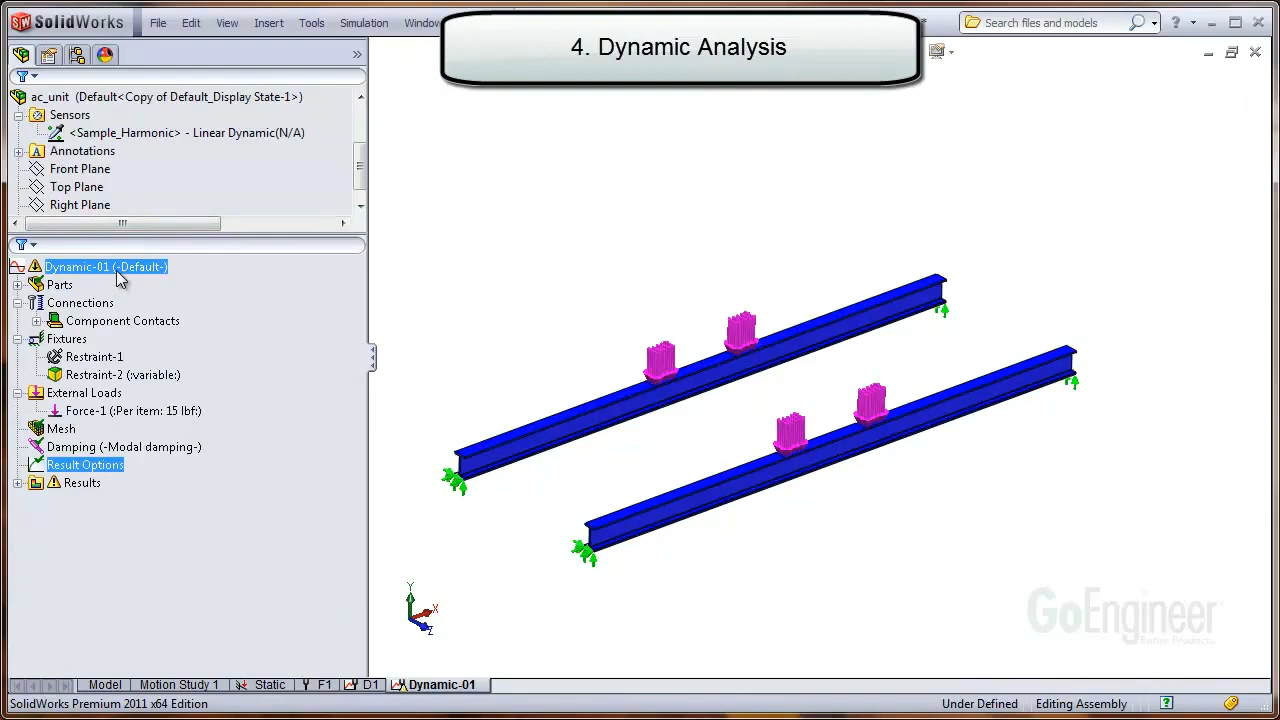 SolidWorks
File Edit View Insert Tools Simulation Window
4. Dynamic Analysis
Search files and models
ac_unit (Default<Copy of Default_Display State-1>)
Sensors
<Sample_Harmonic> - Linear Dynamic(N/A)
A Annotations
Front Plane
Top Plane
Right Plane
Dynamic-01 (-Default-)
Parts
Connections
Component Contacts
Fixtures
Restraint-1
Restraint-2 (:variable:)
External Loads
Force-1 (:Per item: 15 lbf:)
Mesh
Damping (-Modal damping-)
Result Options
Results
Y
X
Z
GoEngineer
Better Products.
Model Motion Study 1 Static F1 D1 Dynamic-01
SolidWorks Premium 2011 x64 Edition Under Defined Editing Assembly